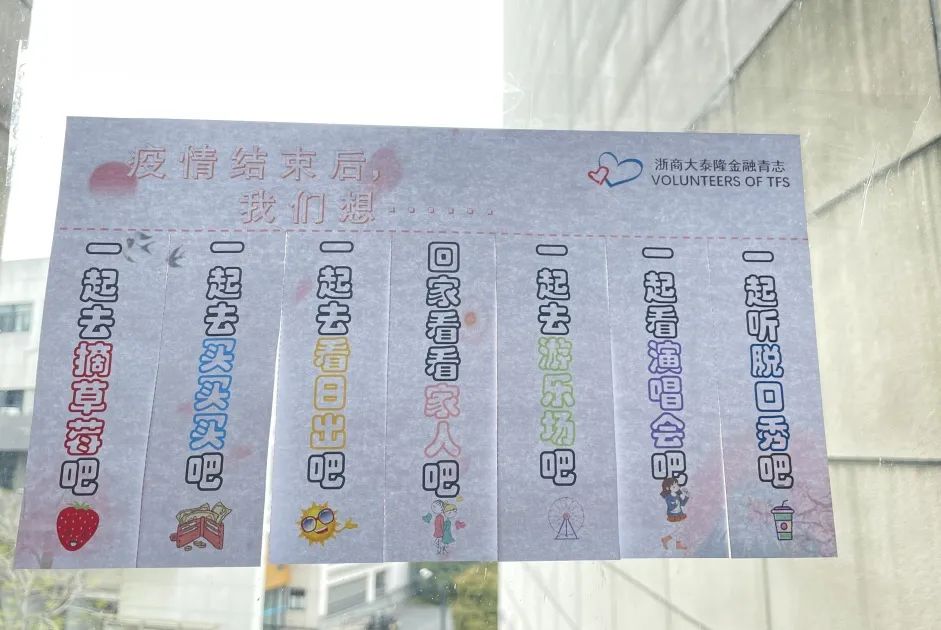 疫情结束后,
我们想······
浙商大泰隆金融青志
VOLUNTEERS OF TFS
一起去摘草莓吧
一起去买买买吧
一起去看日出吧
回家看看家人吧
一起去游乐场吧
一起看演唱会吧
一起听脱口秀吧